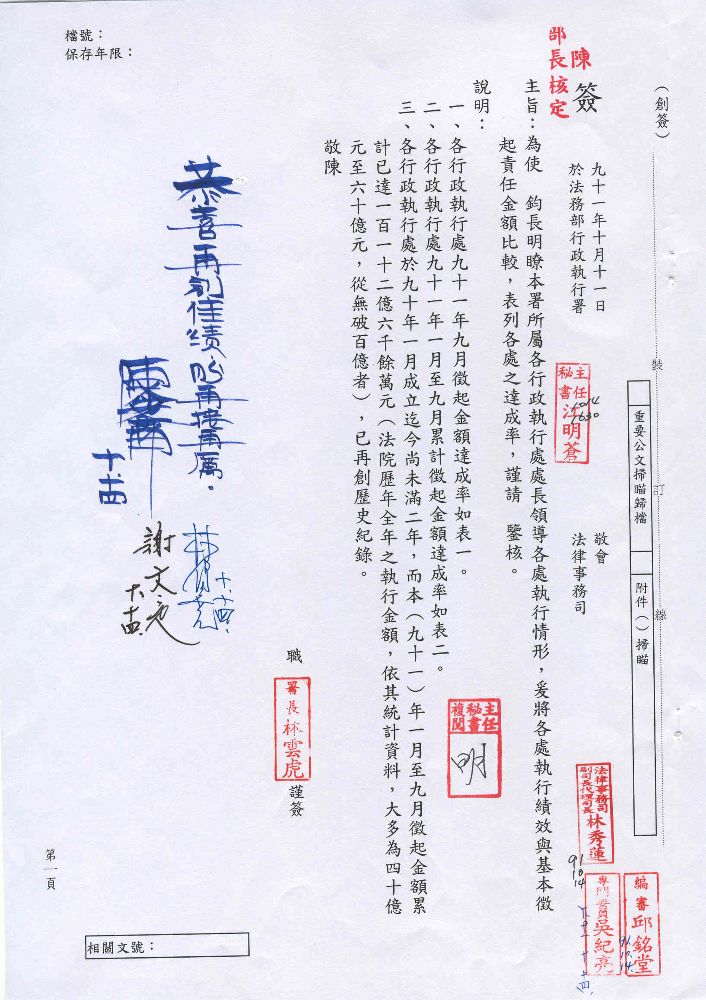 檔號：
保存年限：
（創簽）
裝
訂
線
重要公文掃瞄歸檔
附件（）掃瞄
編審邱銘堂
91.10.14.
專門委員吳紀亮
法律事務司
副司長代理司長
林秀蓮
91
10
14
敬會
法律事務司
九十一年十月十一日
於法務部行政執行署
主任
秘書
江明蒼
1014
1630
陳
部長核定
簽
主旨：為使　鈞長明瞭本署所屬各行政執行處處長領導各處執行情形，爰將各處執行績效與基本徵
起責任金額比較，表列各處之達成率，謹請　鑒核。
說明：
一、各行政執行處九十一年九月徵起金額達成率如表一。
二、各行政執行處九十一年一月至九月累計徵起金額達成率如表二。
三、各行政執行處於九十年一月成立迄今尚未滿二年，而本（九十一）年一月至九月徵起金額累
計已達一百一十二億六千餘萬元（法院歷年全年之執行金額，依其統計資料，大多為四十億
元至六十億元，從無破百億者），已再創歷史紀錄。
敬陳
主任
秘書
複閱
明
職
署長林雲虎
謹簽
恭喜再創佳績，盼再接再厲。
十、十四
謝文定
十、十四.
十、十四.
相關文號：
第一頁